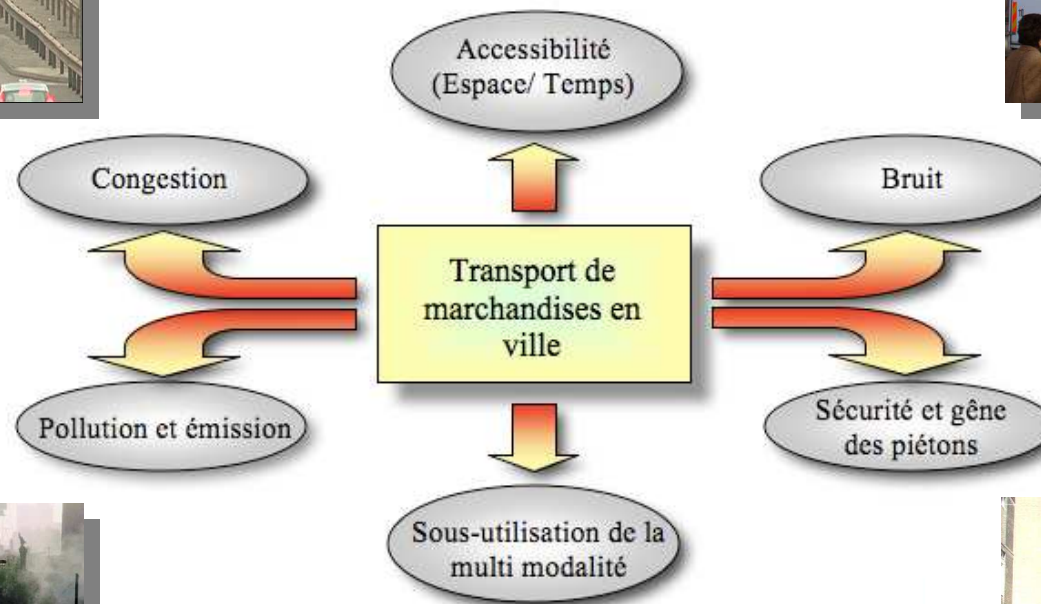 Accessibilité
(Espace/ Temps)
Congestion
Bruit
Transport de
marchandises en
ville
Pollution et émission
Sécurité et gêne
des piétons
Sous-utilisation de la
multi modalité